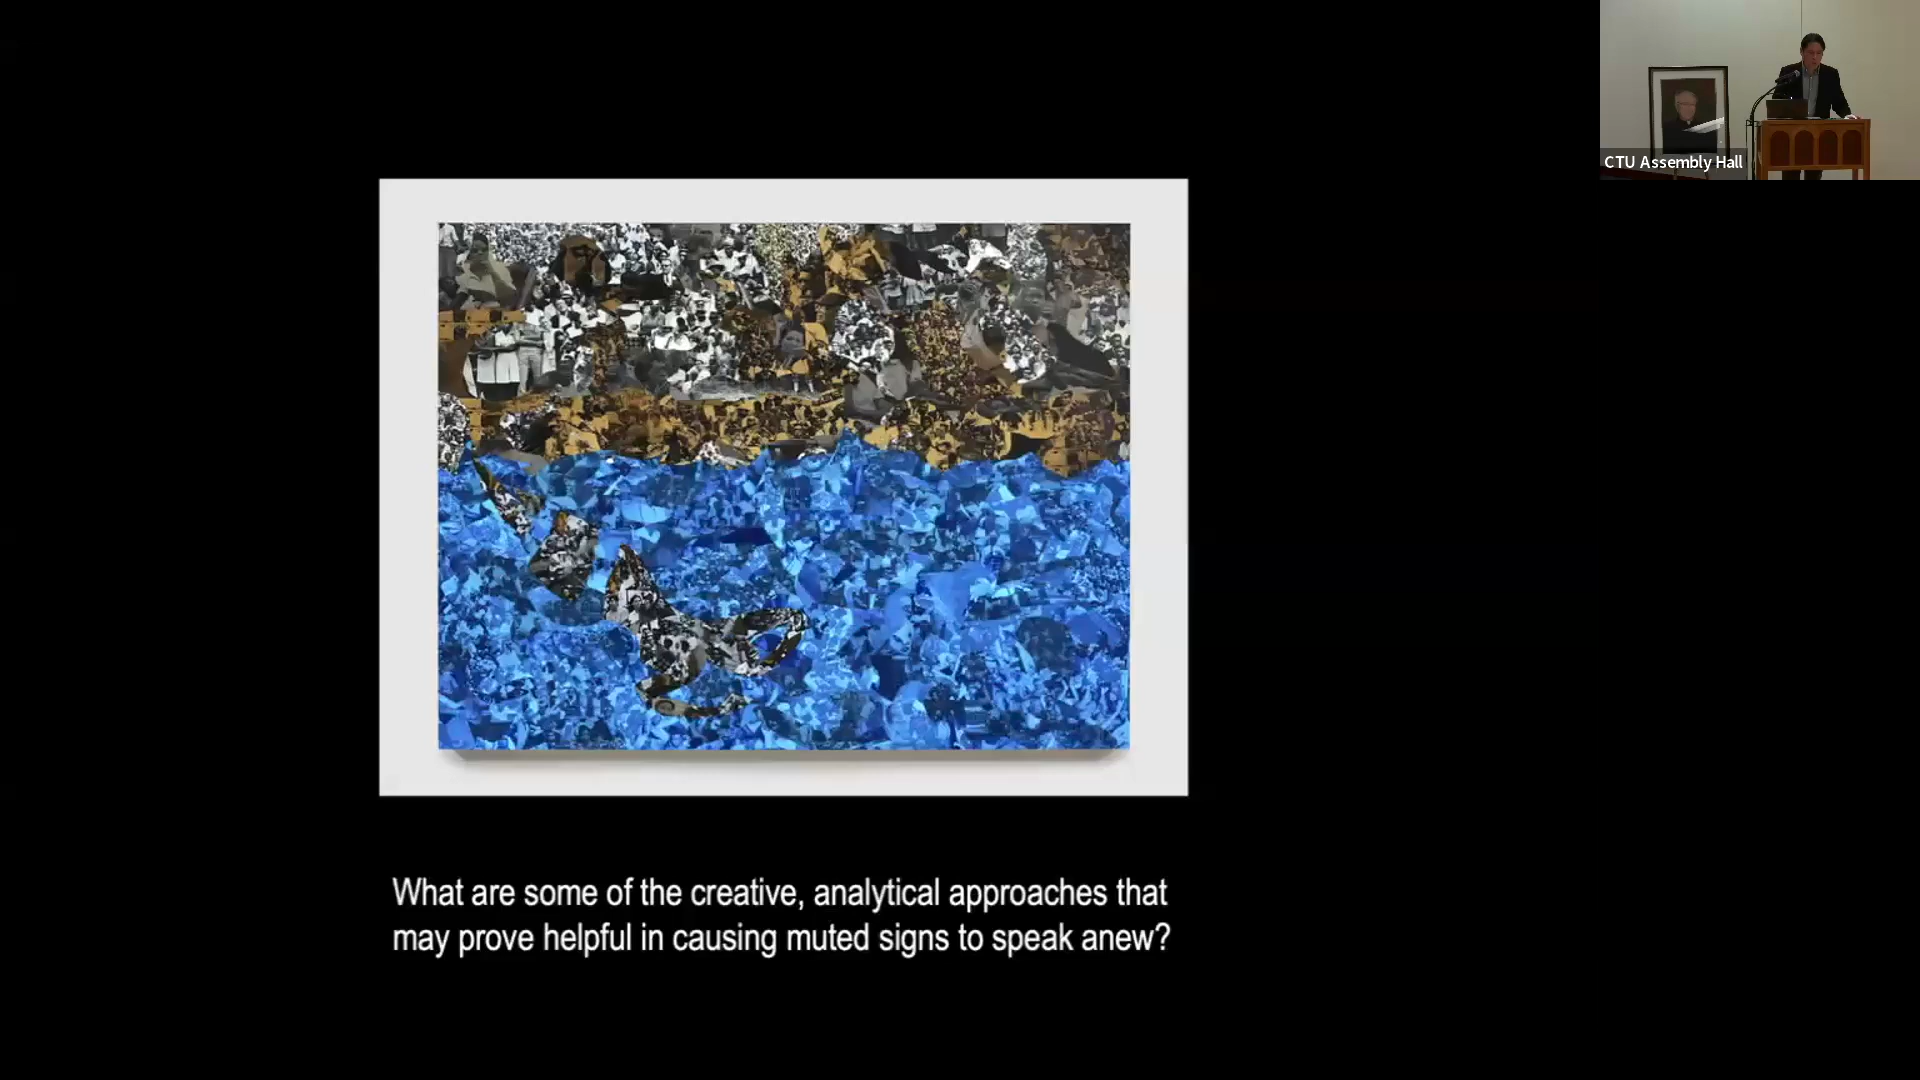 CTU Assembly Hall
What are some of the creative, analytical approaches that
may prove helpful in causing muted signs to speak anew?